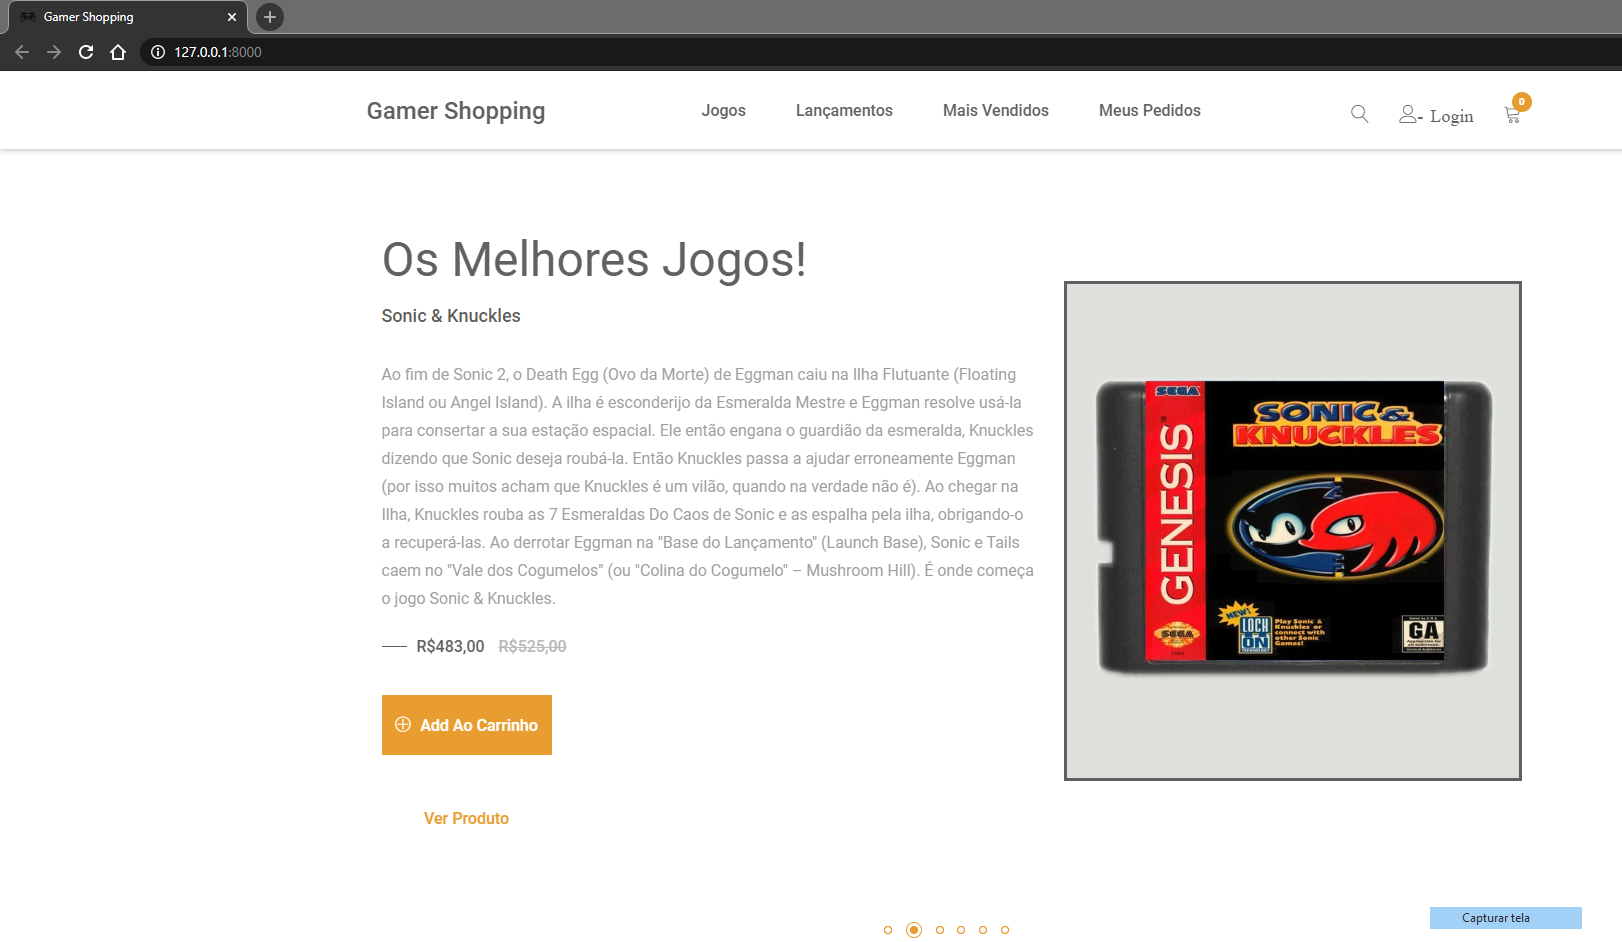 Gamer Shopping
127.0.0.1:8000
Gamer Shopping
Jogos
Lançamentos
Mais Vendidos
Meus Pedidos
- Login
0
Os Melhores Jogos!
Sonic & Knuckles
Ao fim de Sonic 2, o Death Egg (Ovo da Morte) de Eggman caiu na Ilha Flutuante (Floating
Island ou Angel Island). A ilha é esconderijo da Esmeralda Mestre e Eggman resolve usá-la
para consertar a sua estação espacial. Ele então engana o guardião da esmeralda, Knuckles
dizendo que Sonic deseja roubá-la. Então Knuckles passa a ajudar erroneamente Eggman
(por isso muitos acham que Knuckles é um vilão, quando na verdade não é). Ao chegar na
Ilha, Knuckles rouba as 7 Esmeraldas Do Caos de Sonic e as espalha pela ilha, obrigando-o
a recuperá-las. Ao derrotar Eggman na "Base do Lançamento" (Launch Base), Sonic e Tails
caem no "Vale dos Cogumelos" (ou "Colina do Cogumelo" – Mushroom Hill). É onde começa
o jogo Sonic & Knuckles.
R$483,00 R$525,00
Add Ao Carrinho
Ver Produto
SEGA
GENESIS
SEGA
SONIC &
KNUCKLES
NEW!
LOCK
ON
TECHNOLOGY
Play Sonic &
Knuckles or
connect with
other Sonic
Games!
GA
Capturar tela